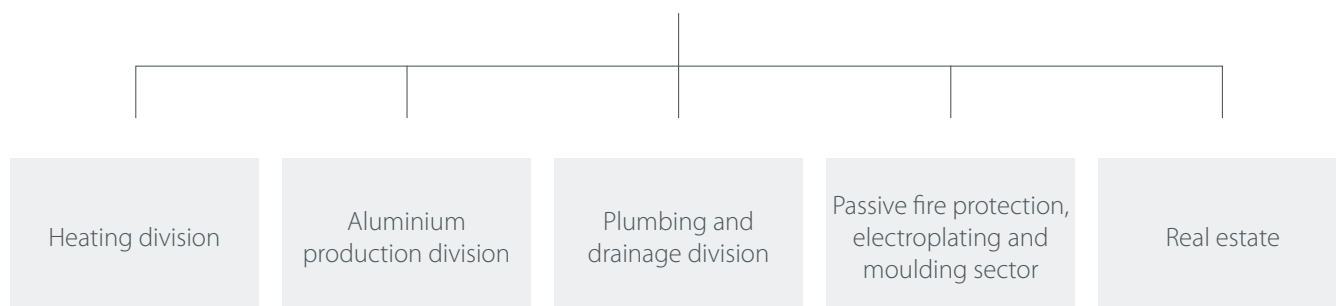 Heating division
Aluminium
production division
Plumbing and
drainage division
Passive fire protection,
electroplating and
moulding sector
Real estate